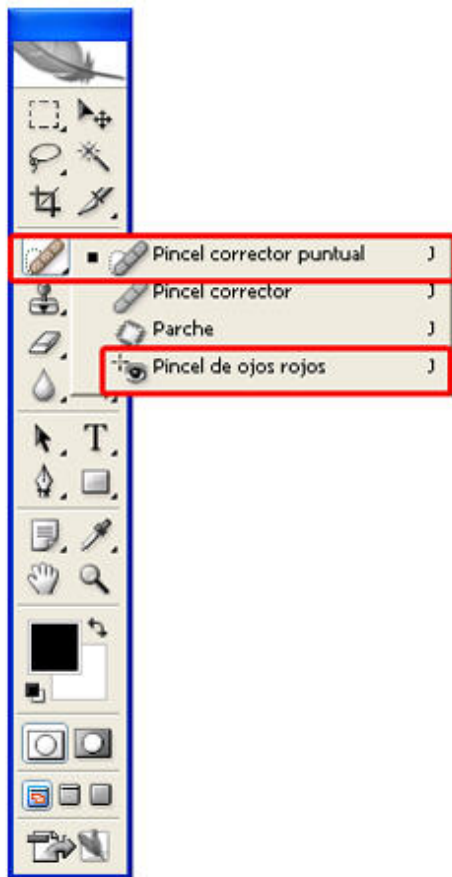 Pincel corrector puntual J
Pincel corrector J
Parche J
Pincel de ojos rojos J
T